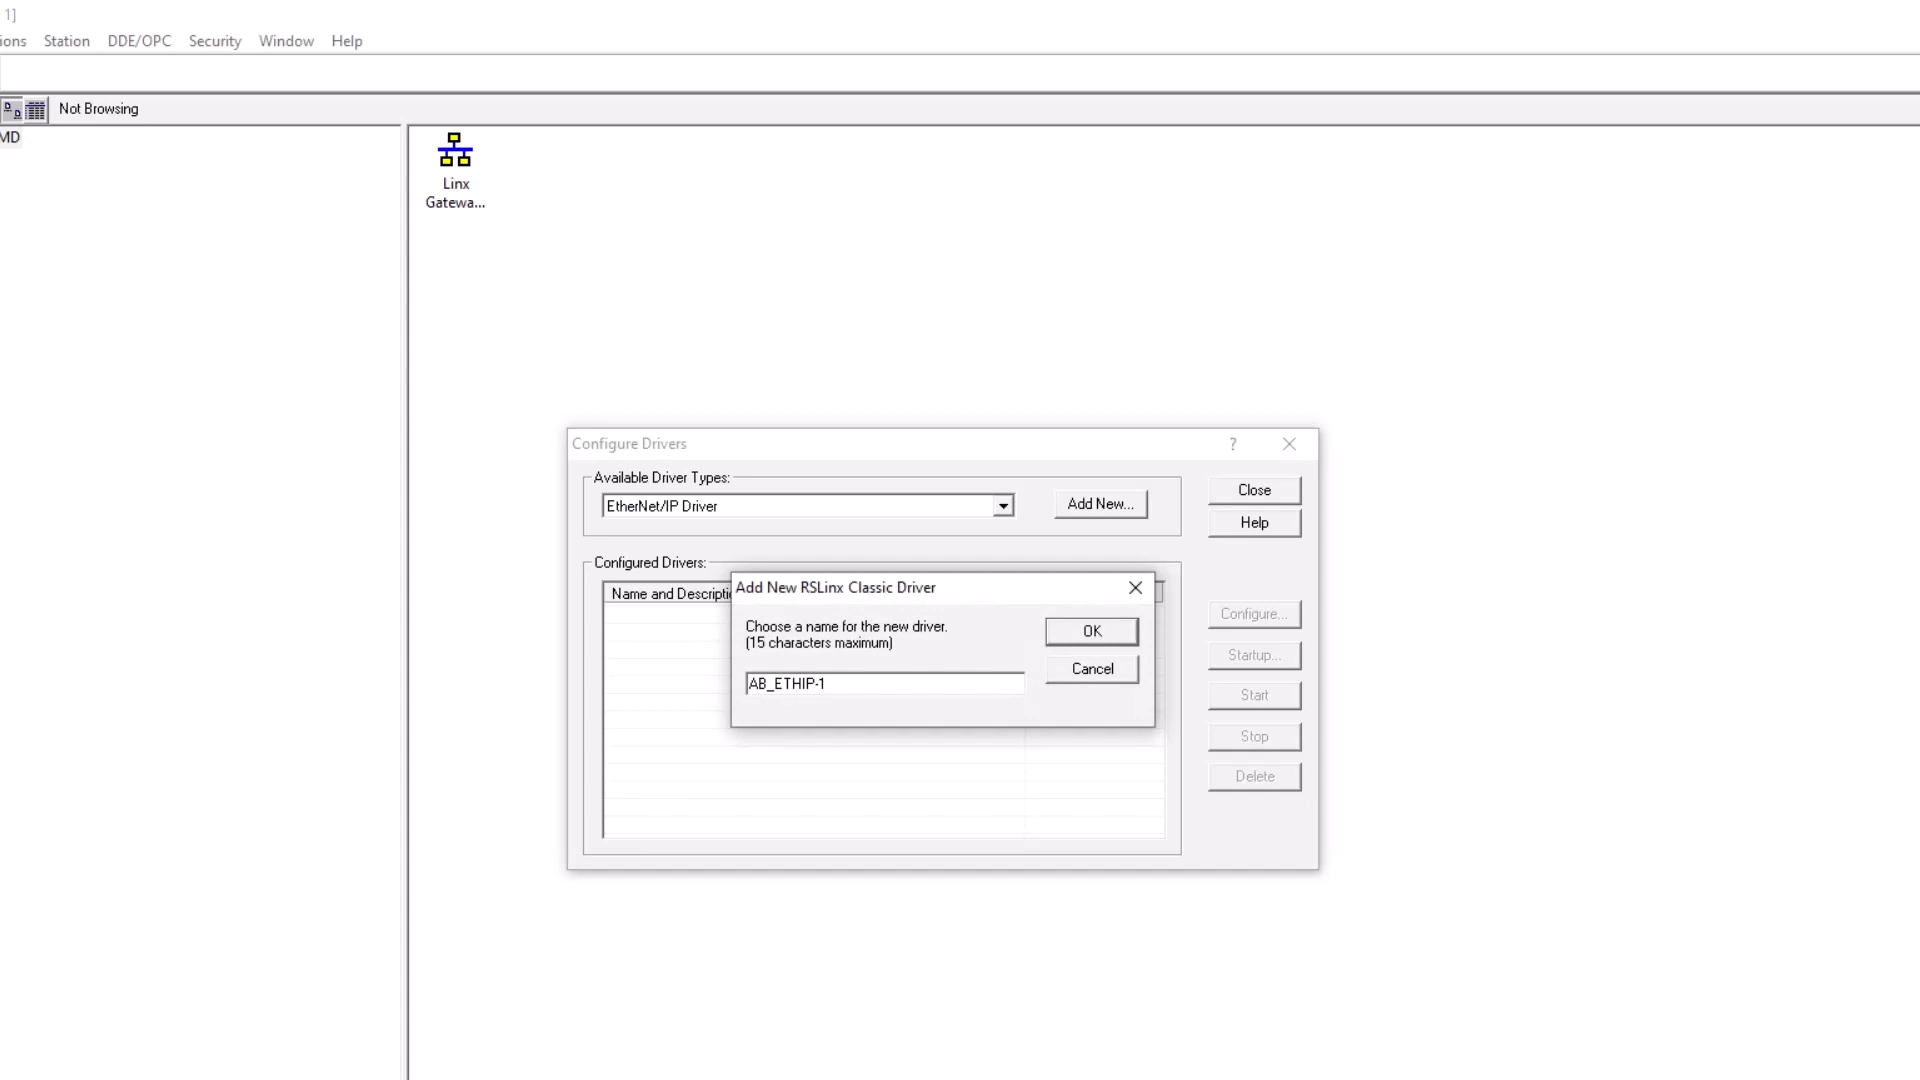 1]
ions Station DDE/OPC Security Window Help
Not Browsing
MD
Linx
Gatewa...
Configure Drivers
Available Driver Types:
EtherNet/IP Driver
Add New...
Close
Help
Configured Drivers:
Name and Descripti
Add New RSLinx Classic Driver
Choose a name for the new driver.
(15 characters maximum)
OK
Cancel
AB_ETHIP-1
Configure...
Startup...
Start
Stop
Delete